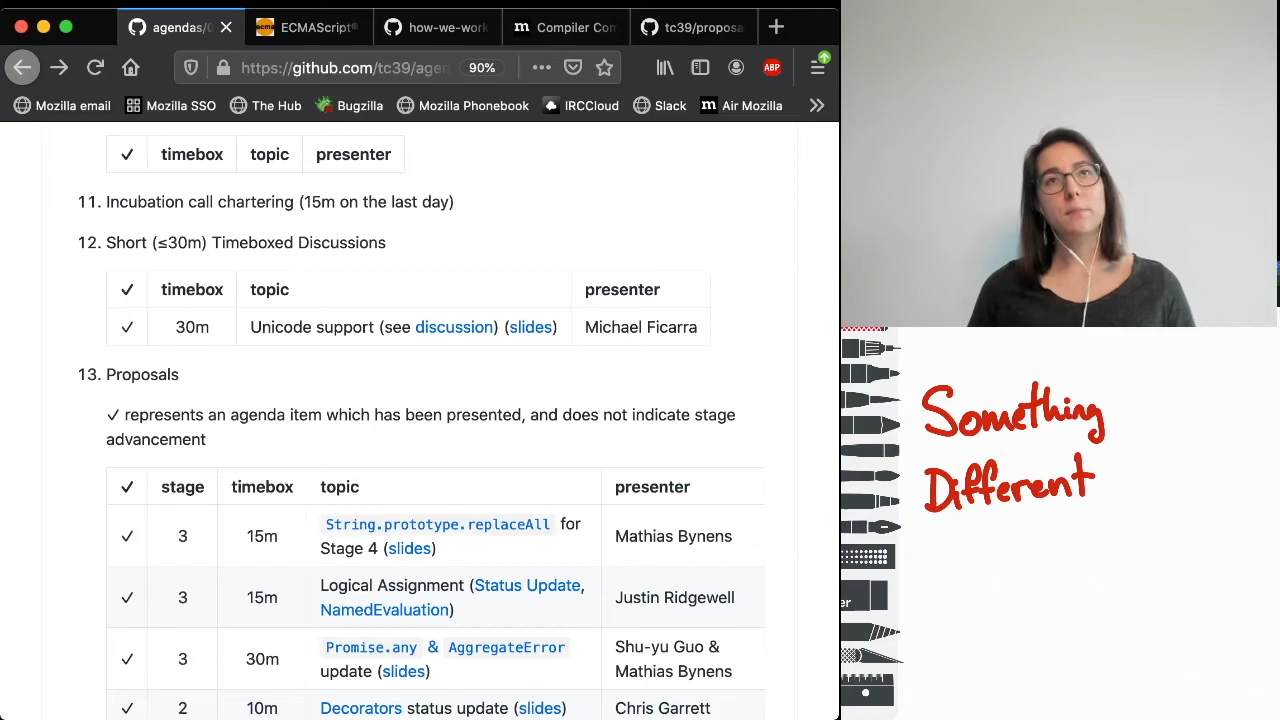 agendas/0
ECMAScript®
how-we-work
Compiler Com
tc39/proposa
https://github.com/tc39/agen
90%
ABP
Mozilla email
Mozilla SSO
The Hub
Bugzilla
Mozilla Phonebook
IRCCloud
Slack
Air Mozilla
✓ timebox topic presenter
11. Incubation call chartering (15m on the last day)
12. Short (≤30m) Timeboxed Discussions
✓ timebox topic presenter
✓ 30m Unicode support (see discussion) (slides) Michael Ficarra
13. Proposals
✓ represents an agenda item which has been presented, and does not indicate stage
advancement
✓ stage timebox topic presenter
✓ 3 15m String.prototype.replaceAll for
Stage 4 (slides) Mathias Bynens
✓ 3 15m Logical Assignment (Status Update,
NamedEvaluation) Justin Ridgewell
✓ 3 30m Promise.any & AggregateError
update (slides) Shu-yu Guo &
Mathias Bynens
✓ 2 10m Decorators status update (slides) Chris Garrett
Something
Different
er